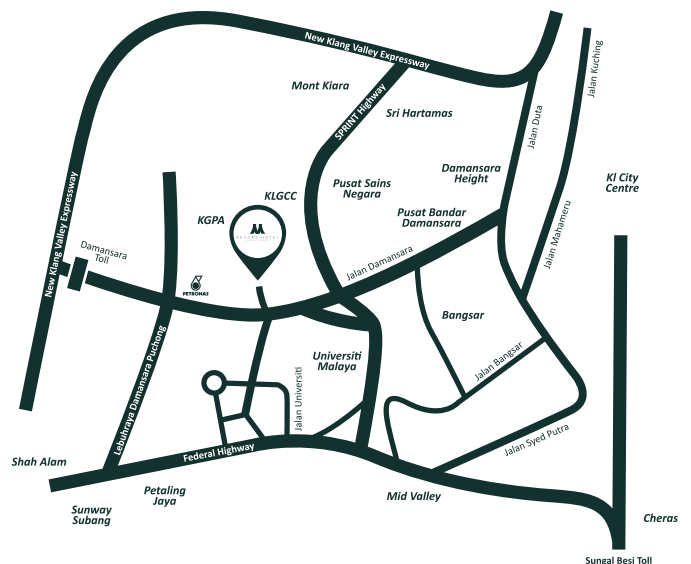 New Klang Valley Expressway
Jalan Kuching
Mont Kiara
SPRINT Highway
Sri Hartamas
Jalan Duta
Damansara
Height
Kl City
Centre
Pusat Sains
Negara
KLGCC
KGPA
Pusat Bandar
Damansara
New Klang Valley Expressway
Damansara
Toll
Jalan Damansara
Jalan Mahameru
PETRONAS
Bangsar
Lebuhraya Damansara Puchong
Universiti
Malaya
Jalan Universiti
Jalan Bangsar
Jalan Syed Putra
Federal Highway
Shah Alam
Petaling
Jaya
Mid Valley
Sunway
Subang
Cheras
Sungal Besi Toll